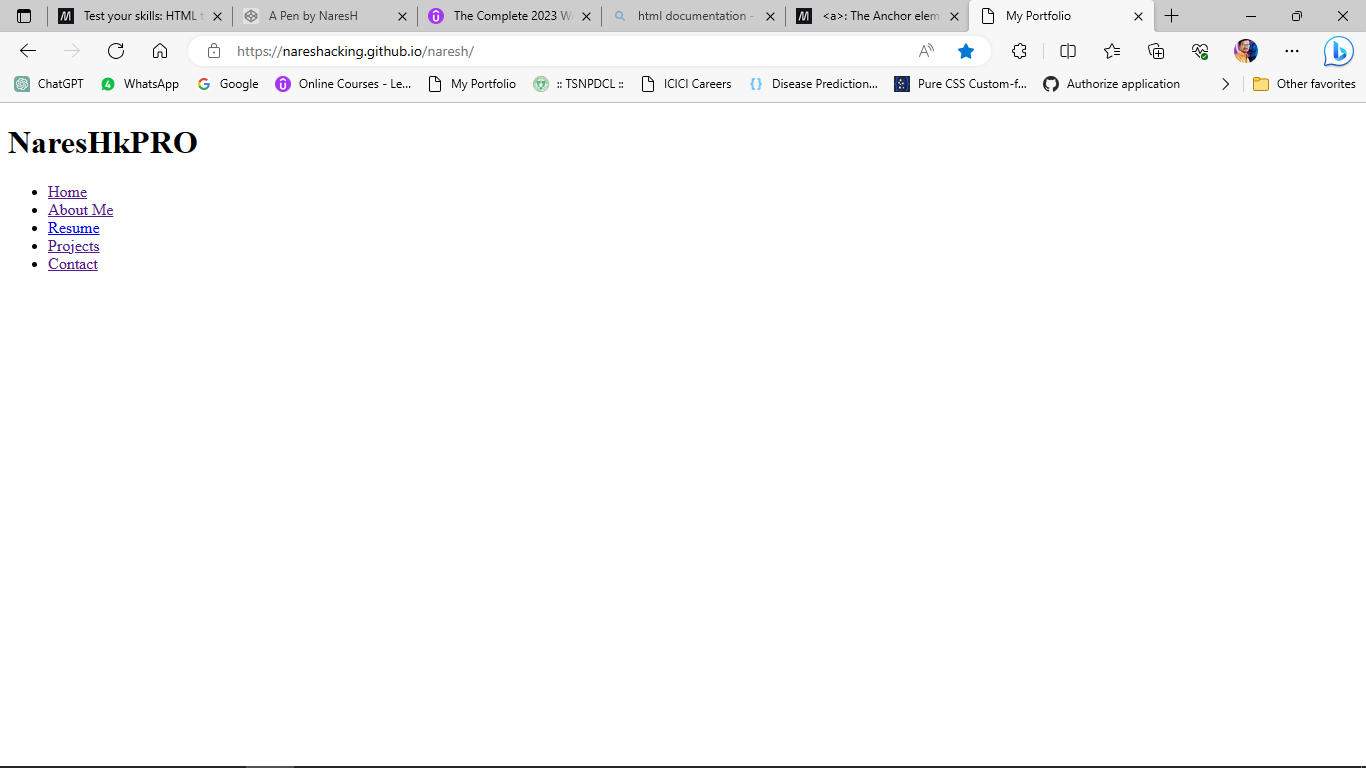 Test your skills: HTML t
A Pen by NaresH
The Complete 2023 W
html documentation -
<a>: The Anchor elem
My Portfolio
https://nareshacking.github.io/naresh/
ChatGPT
4 WhatsApp
Google
Online Courses - Le...
My Portfolio
:: TSNPDCL ::
ICICI Careers
Disease Prediction...
Pure CSS Custom-f...
Authorize application
Other favorites
NaresHkPRO
Home
About Me
Resume
Projects
Contact